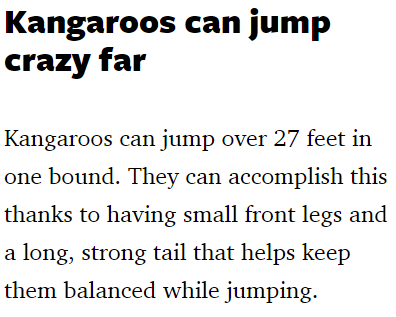 Kangaroos can jump
crazy far
Kangaroos can jump over 27 feet in
one bound. They can accomplish this
thanks to having small front legs and
a long, strong tail that helps keep
them balanced while jumping.